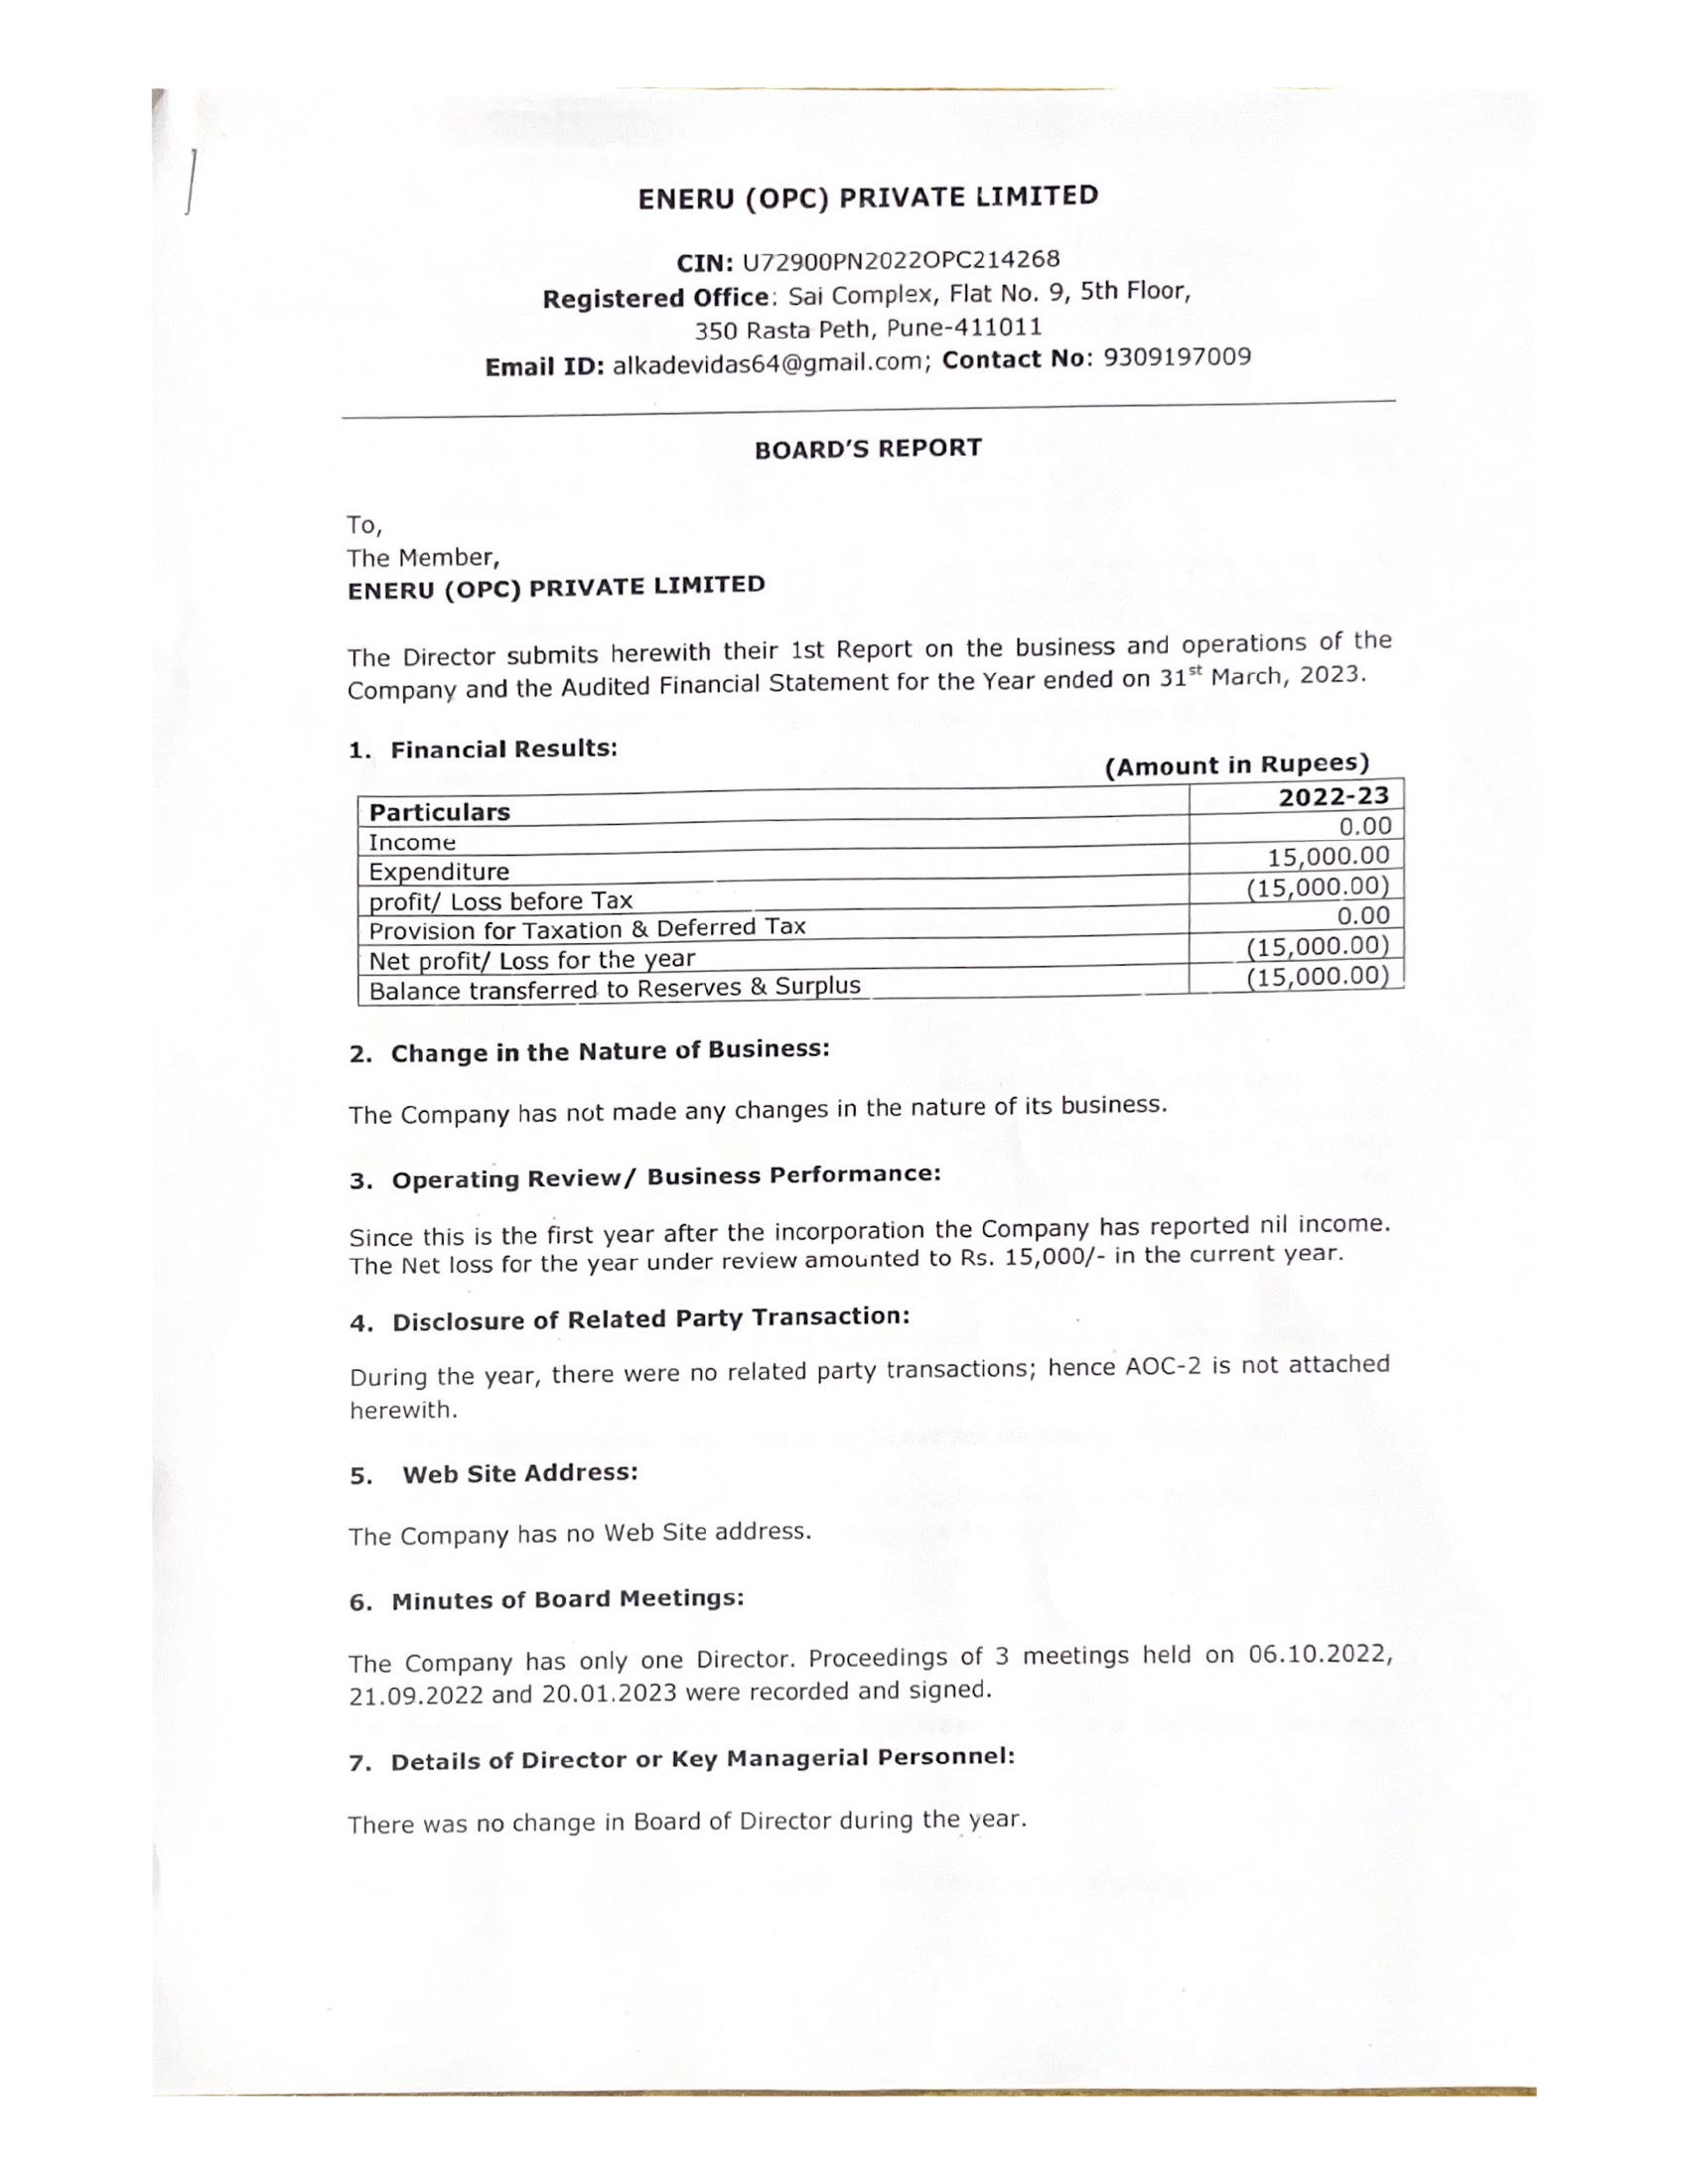 ENERU (OPC) PRIVATE LIMITED
CIN: U72900PN2022OPC214268
Registered Office: Sai Complex, Flat No. 9, 5th Floor,
350 Rasta Peth, Pune-411011
Email ID: alkadevidas64@gmail.com; Contact No: 9309197009
BOARD'S REPORT
To,
The Member,
ENERU (OPC) PRIVATE LIMITED
The Director submits herewith their 1st Report on the business and operations of the
Company and the Audited Financial Statement for the Year ended on 31st March, 2023.
1. Financial Results:
(Amount in Rupees)
Particulars 2022-23
Income 0.00
Expenditure 15,000.00
profit/ Loss before Tax (15,000.00)
Provision for Taxation & Deferred Tax 0.00
Net profit/ Loss for the year (15,000.00)
Balance transferred to Reserves & Surplus (15,000.00)
2. Change in the Nature of Business:
The Company has not made any changes in the nature of its business.
3. Operating Review/ Business Performance:
Since this is the first year after the incorporation the Company has reported nil income.
The Net loss for the year under review amounted to Rs. 15,000/- in the current year.
4. Disclosure of Related Party Transaction:
During the year, there were no related party transactions; hence AOC-2 is not attached
herewith.
5. Web Site Address:
The Company has no Web Site address.
6. Minutes of Board Meetings:
The Company has only one Director. Proceedings of 3 meetings held on 06.10.2022,
21.09.2022 and 20.01.2023 were recorded and signed.
7. Details of Director or Key Managerial Personnel:
There was no change in Board of Director during the year.